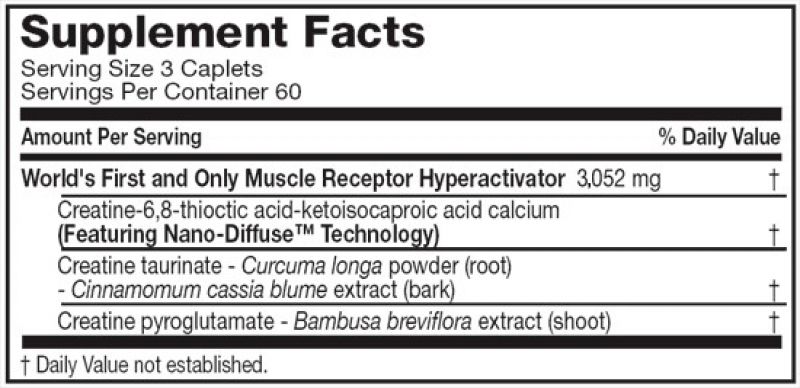 Supplement Facts
Serving Size 3 Caplets
Servings Per Container 60
Amount Per Serving % Daily Value
World's First and Only Muscle Receptor Hyperactivator 3,052 mg †
Creatine-6,8-thioctic acid-ketoisocaproic acid calcium
(Featuring Nano-Diffuse™ Technology) †
Creatine taurinate - Curcuma longa powder (root)
- Cinnamomum cassia blume extract (bark) †
Creatine pyroglutamate - Bambusa breviflora extract (shoot) †
† Daily Value not established.